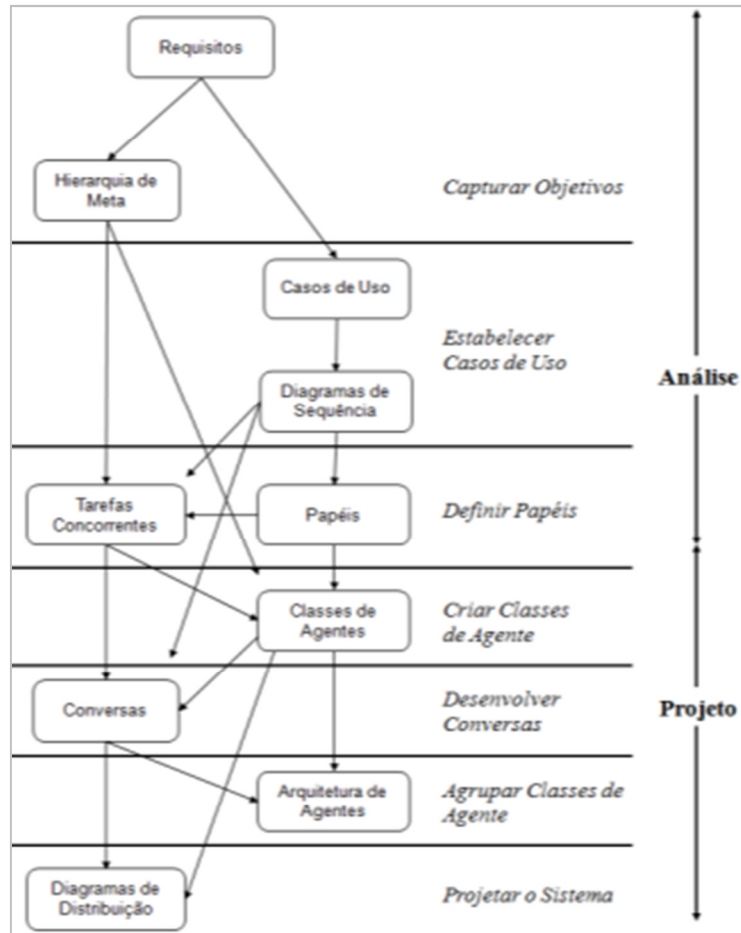 Requisitos
Hierarquia de
Meta
Capturar Objetivos
Casos de Uso
Estabelecer
Casos de Uso
Análise
Diagramas de
Sequência
Tarefas
Concorrentes
Papéis
Definir Papéis
Classes de
Agentes
Criar Classes
de Agente
Conversas
Desenvolver
Conversas
Projeto
Arquitetura de
Agentes
Agrupar Classes de
Agente
Diagramas de
Distribuição
Projetar o Sistema